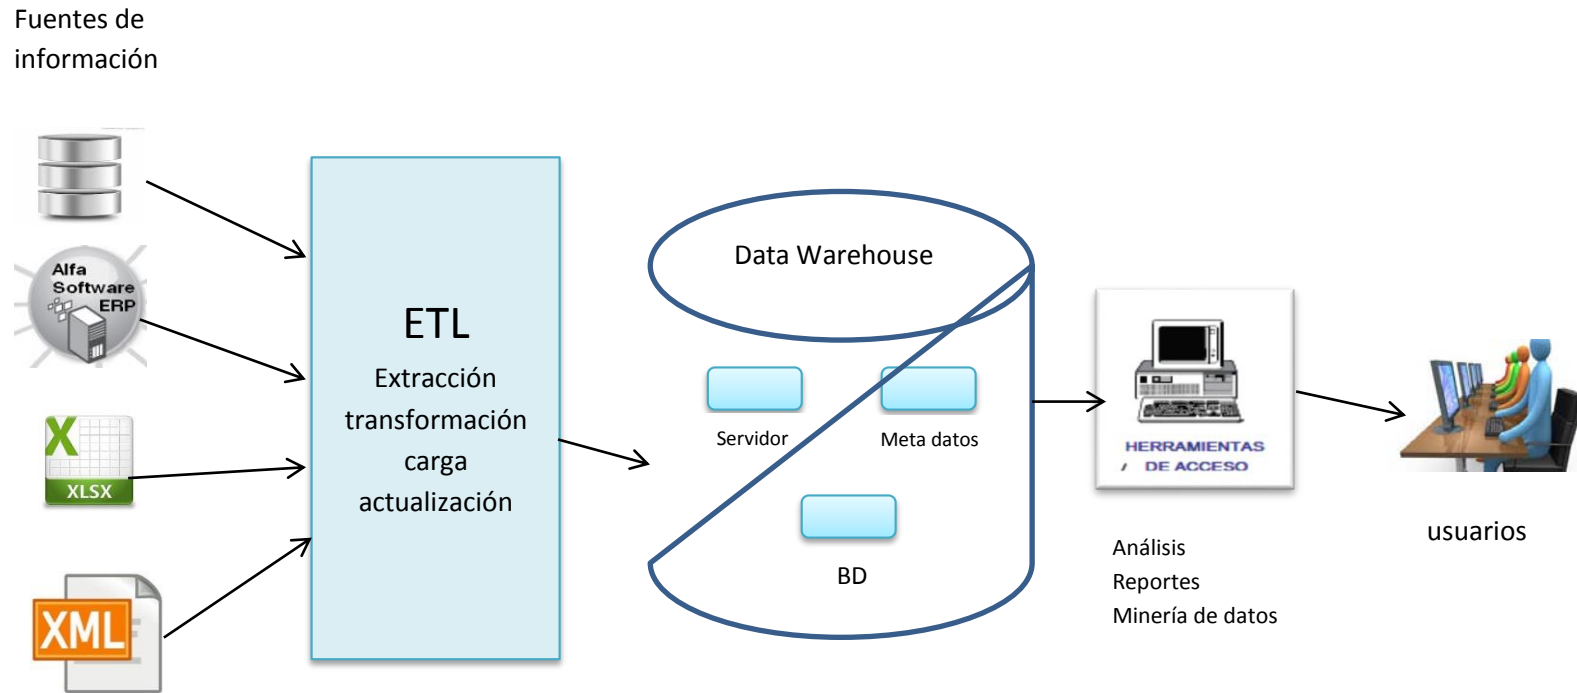 Fuentes de
información
Alfa
Software
ERP
X
XLSX
XML
ETL
Extracción
transformación
carga
actualización
Data Warehouse
Servidor
Meta datos
BD
HERRAMIENTAS
DE ACCESO
Análisis
Reportes
Minería de datos
usuarios